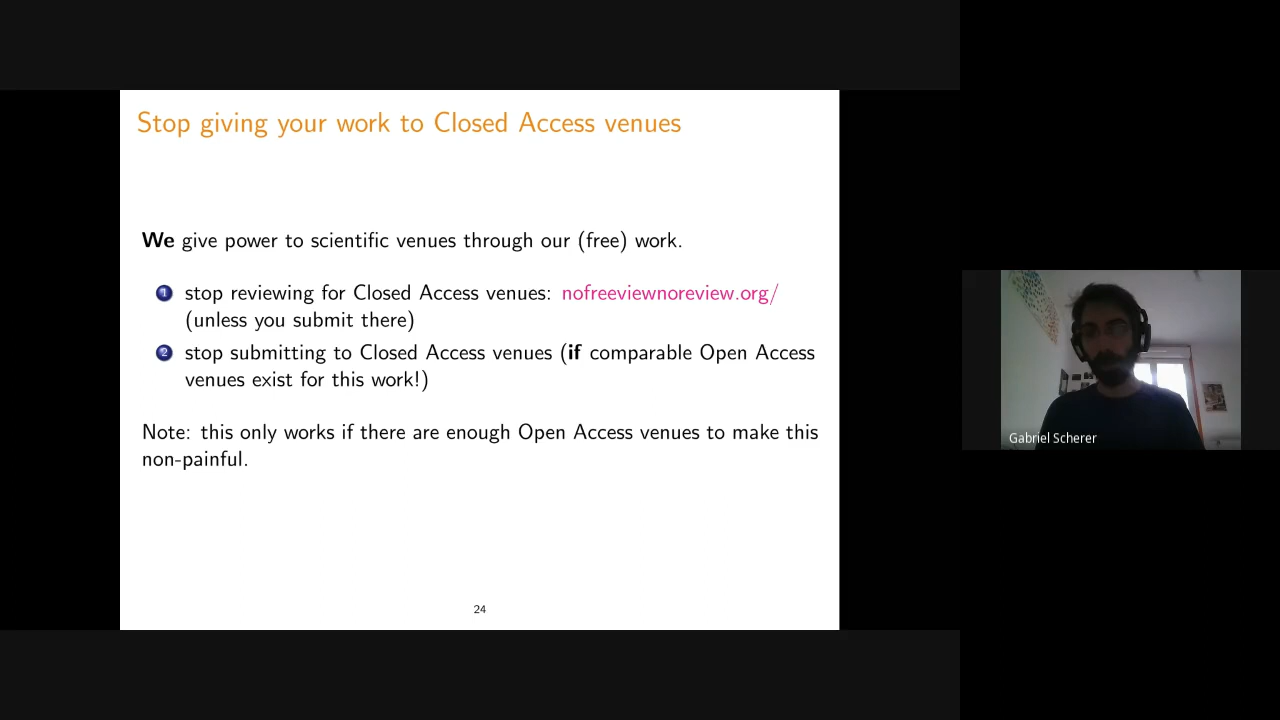 Stop giving your work to Closed Access venues
We give power to scientific venues through our (free) work.
1 stop reviewing for Closed Access venues: nofreeviewnoreview.org/
(unless you submit there)
2 stop submitting to Closed Access venues (if comparable Open Access
venues exist for this work!)
Note: this only works if there are enough Open Access venues to make this
non-painful.
24
Gabriel Scherer